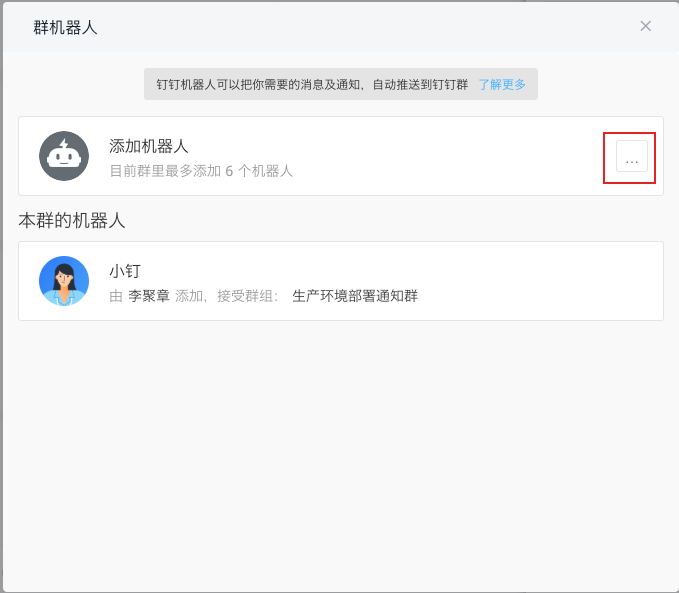 群机器人
钉钉机器人可以把你需要的消息及通知，自动推送到钉钉群 了解更多
添加机器人
目前群里最多添加 6 个机器人
...
本群的机器人
小钉
由 李聚章 添加，接受群组： 生产环境部署通知群